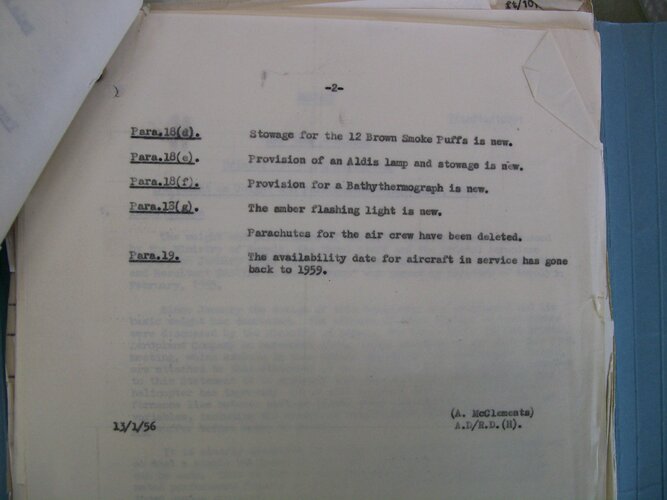 £t/101
-2-
Para.18(d). Stowage for the 12 Brown Smoke Puffs is new.
Para.18(e). Provision of an Aldis lamp and stowage is new.
Para.18(f). Provision for a Bathythermograph is new.
Para.18(g). The amber flashing light is new.
Parachutes for the air crew have been deleted.
Para.19. The availability date for aircraft in service has gone
back to 1959.
(A. McClements)
13/1/56 A.D/R.D.(H).